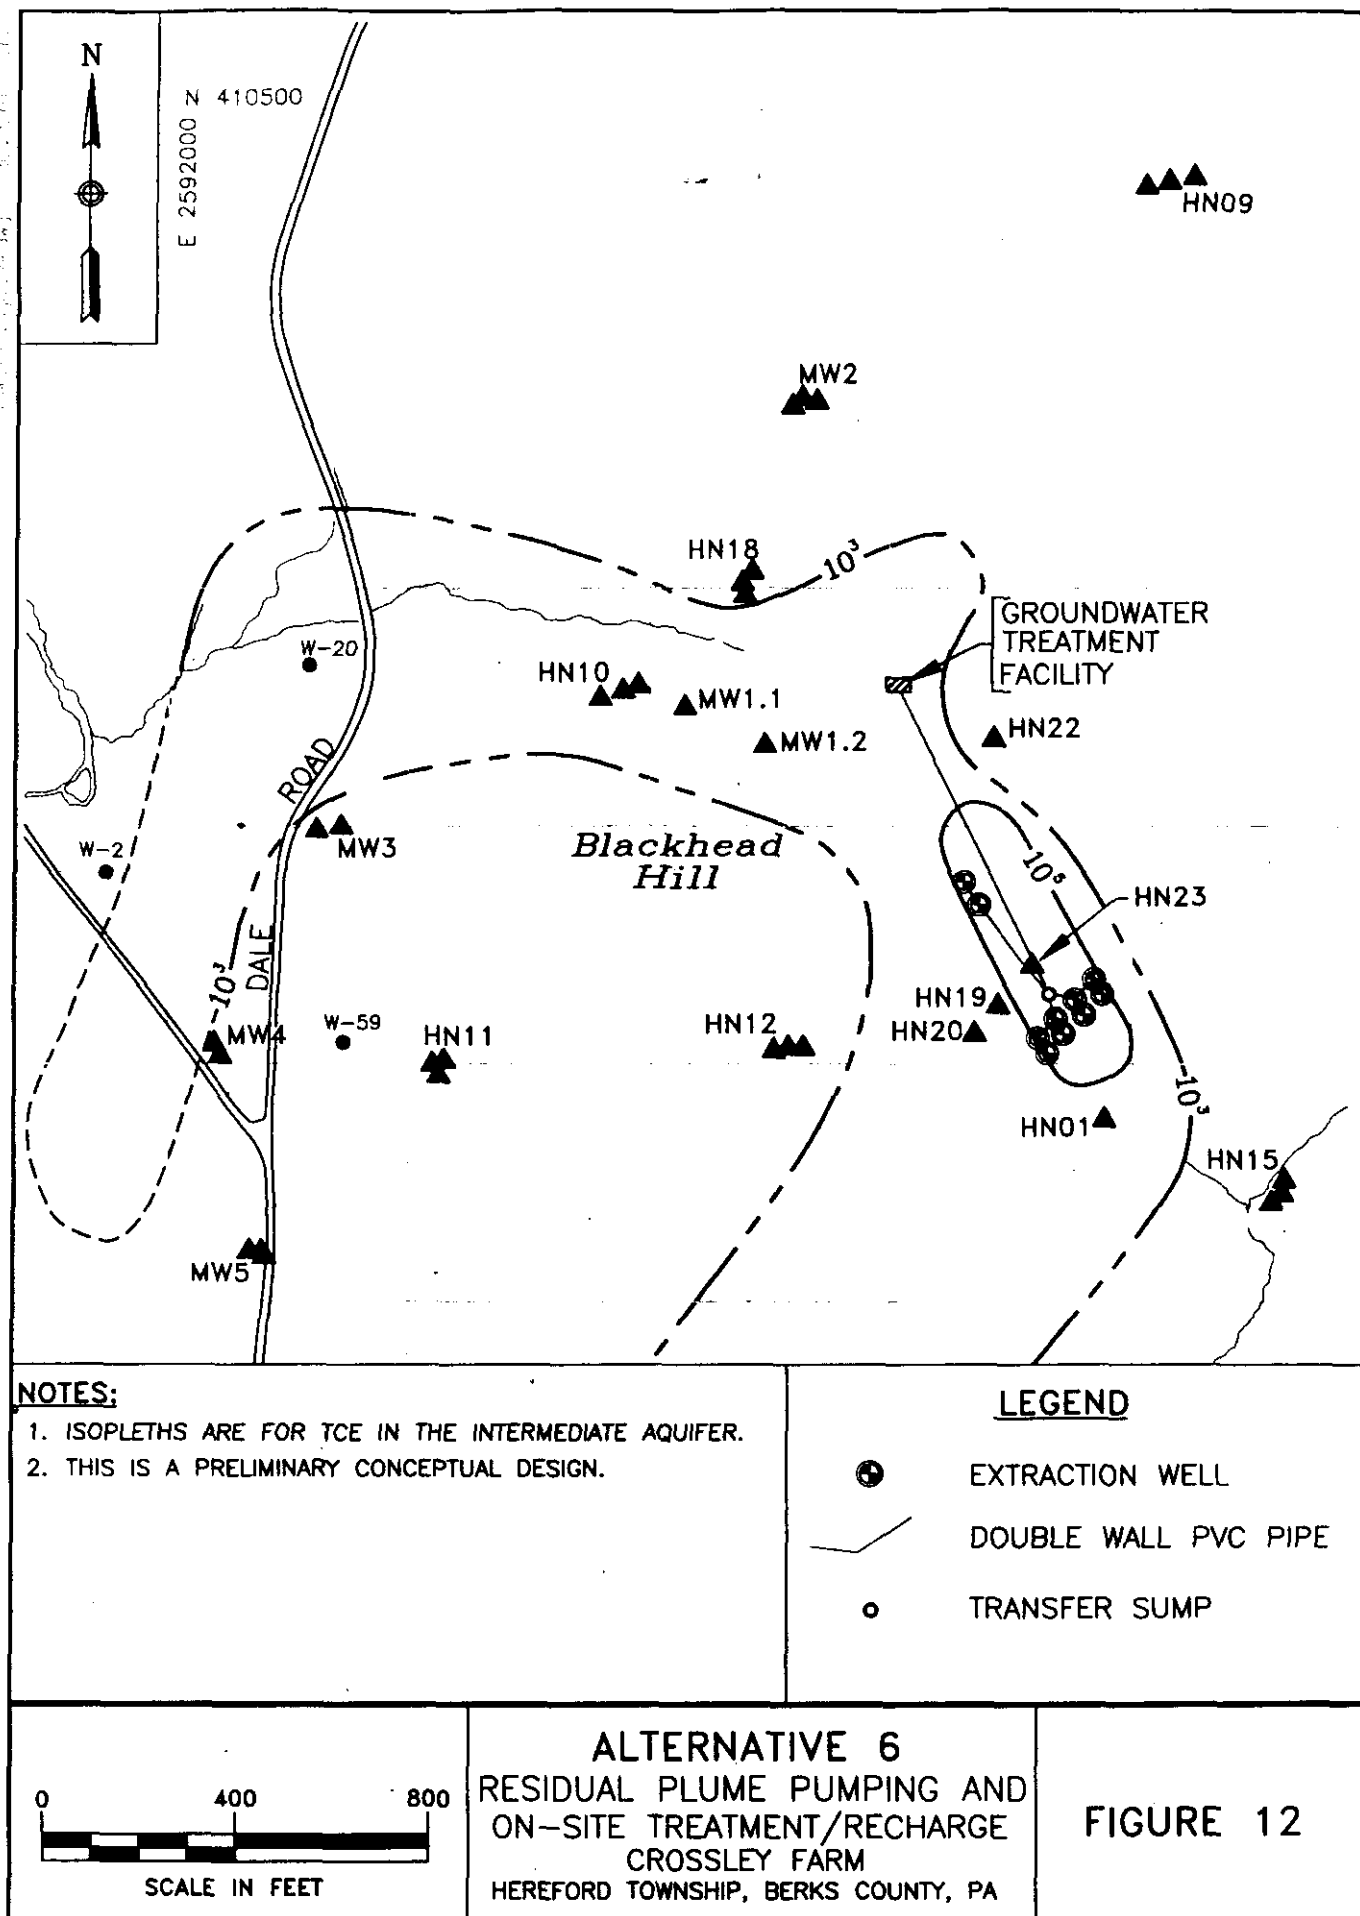 N
N 410500
E 2592000
HN09
MW2
HN18
10³
GROUNDWATER
TREATMENT
FACILITY
W-20
HN10
MW1.1
MW1.2
HN22
ROAD
MW3
Blackhead
Hill
W-2
10⁵
HN23
10³
DALE
MW4
W-59
HN11
HN12
HN19
HN20
10³
HN01
HN15
MW5
NOTES:
1. ISOPLETHS ARE FOR TCE IN THE INTERMEDIATE AQUIFER.
2. THIS IS A PRELIMINARY CONCEPTUAL DESIGN.
LEGEND
EXTRACTION WELL
DOUBLE WALL PVC PIPE
TRANSFER SUMP
0 400 800
SCALE IN FEET
ALTERNATIVE 6
RESIDUAL PLUME PUMPING AND
ON-SITE TREATMENT/RECHARGE
CROSSLEY FARM
HEREFORD TOWNSHIP, BERKS COUNTY, PA
FIGURE 12